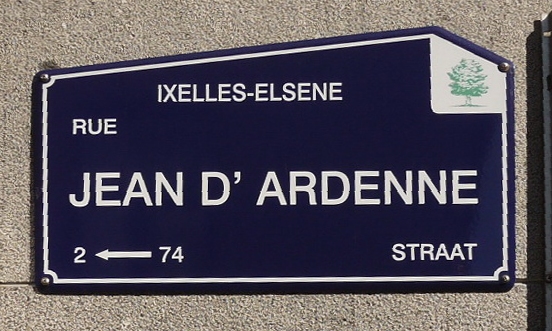 IXELLES-ELSENE
RUE
JEAN D' ARDENNE
2 ← 74 STRAAT